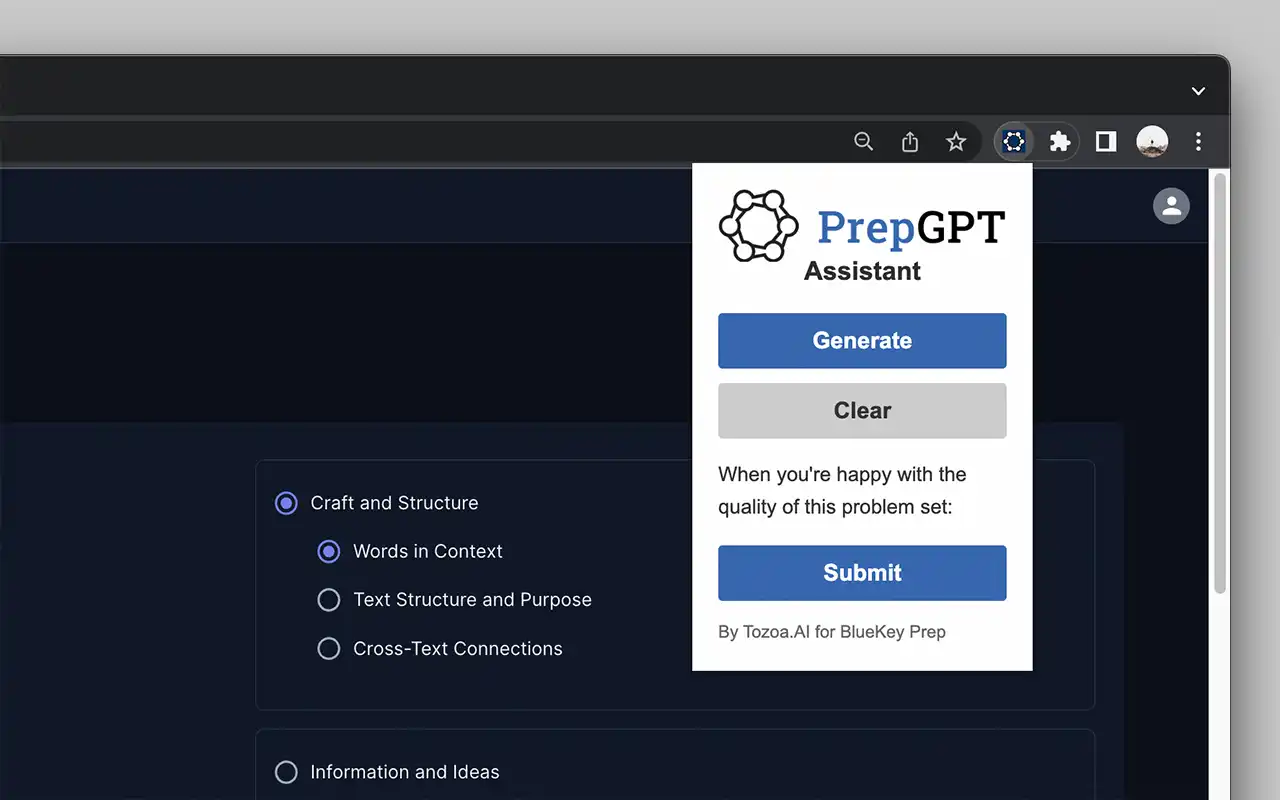 PrepGPT
Assistant
Generate
Clear
When you're happy with the
quality of this problem set:
Submit
By Tozoa.AI for BlueKey Prep
Craft and Structure
Words in Context
Text Structure and Purpose
Cross-Text Connections
Information and Ideas